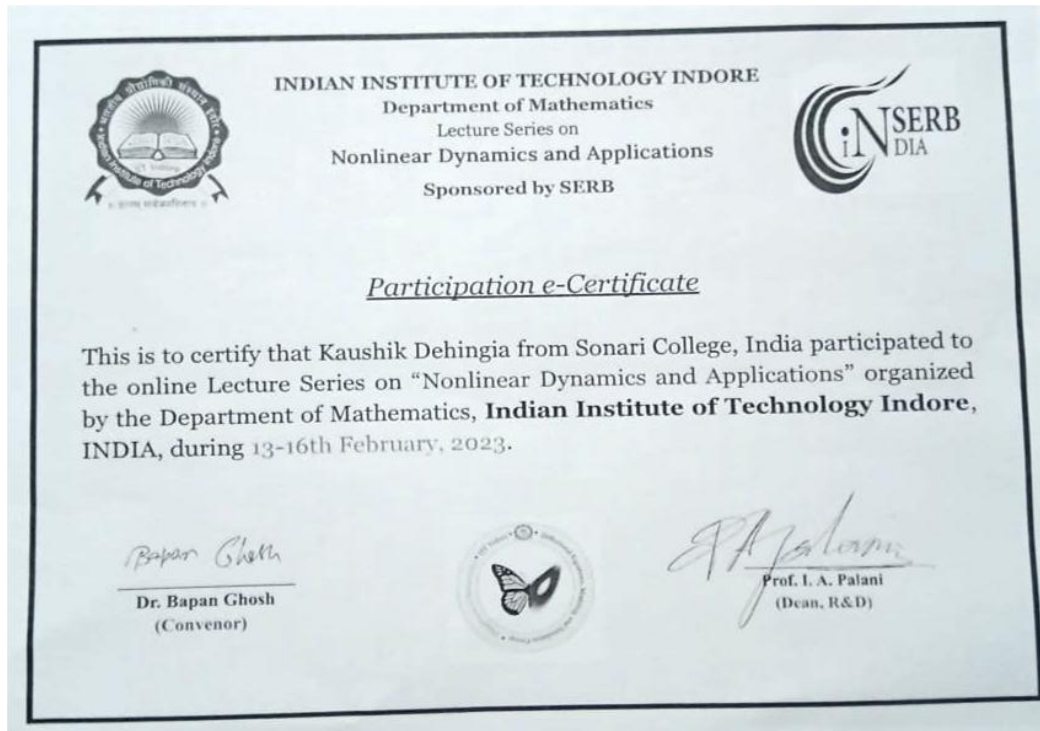 INDIAN INSTITUTE OF TECHNOLOGY INDORE
Department of Mathematics
Lecture Series on
Nonlinear Dynamics and Applications
Sponsored by SERB
iNSERB
iNDIA
Participation e-Certificate
This is to certify that Kaushik Dehingia from Sonari College, India participated to
the online Lecture Series on “Nonlinear Dynamics and Applications” organized
by the Department of Mathematics, Indian Institute of Technology Indore,
INDIA, during 13-16th February, 2023.
Bapan Ghosh
Dr. Bapan Ghosh
(Convenor)
Prof. I. A. Palani
(Dean, R&D)